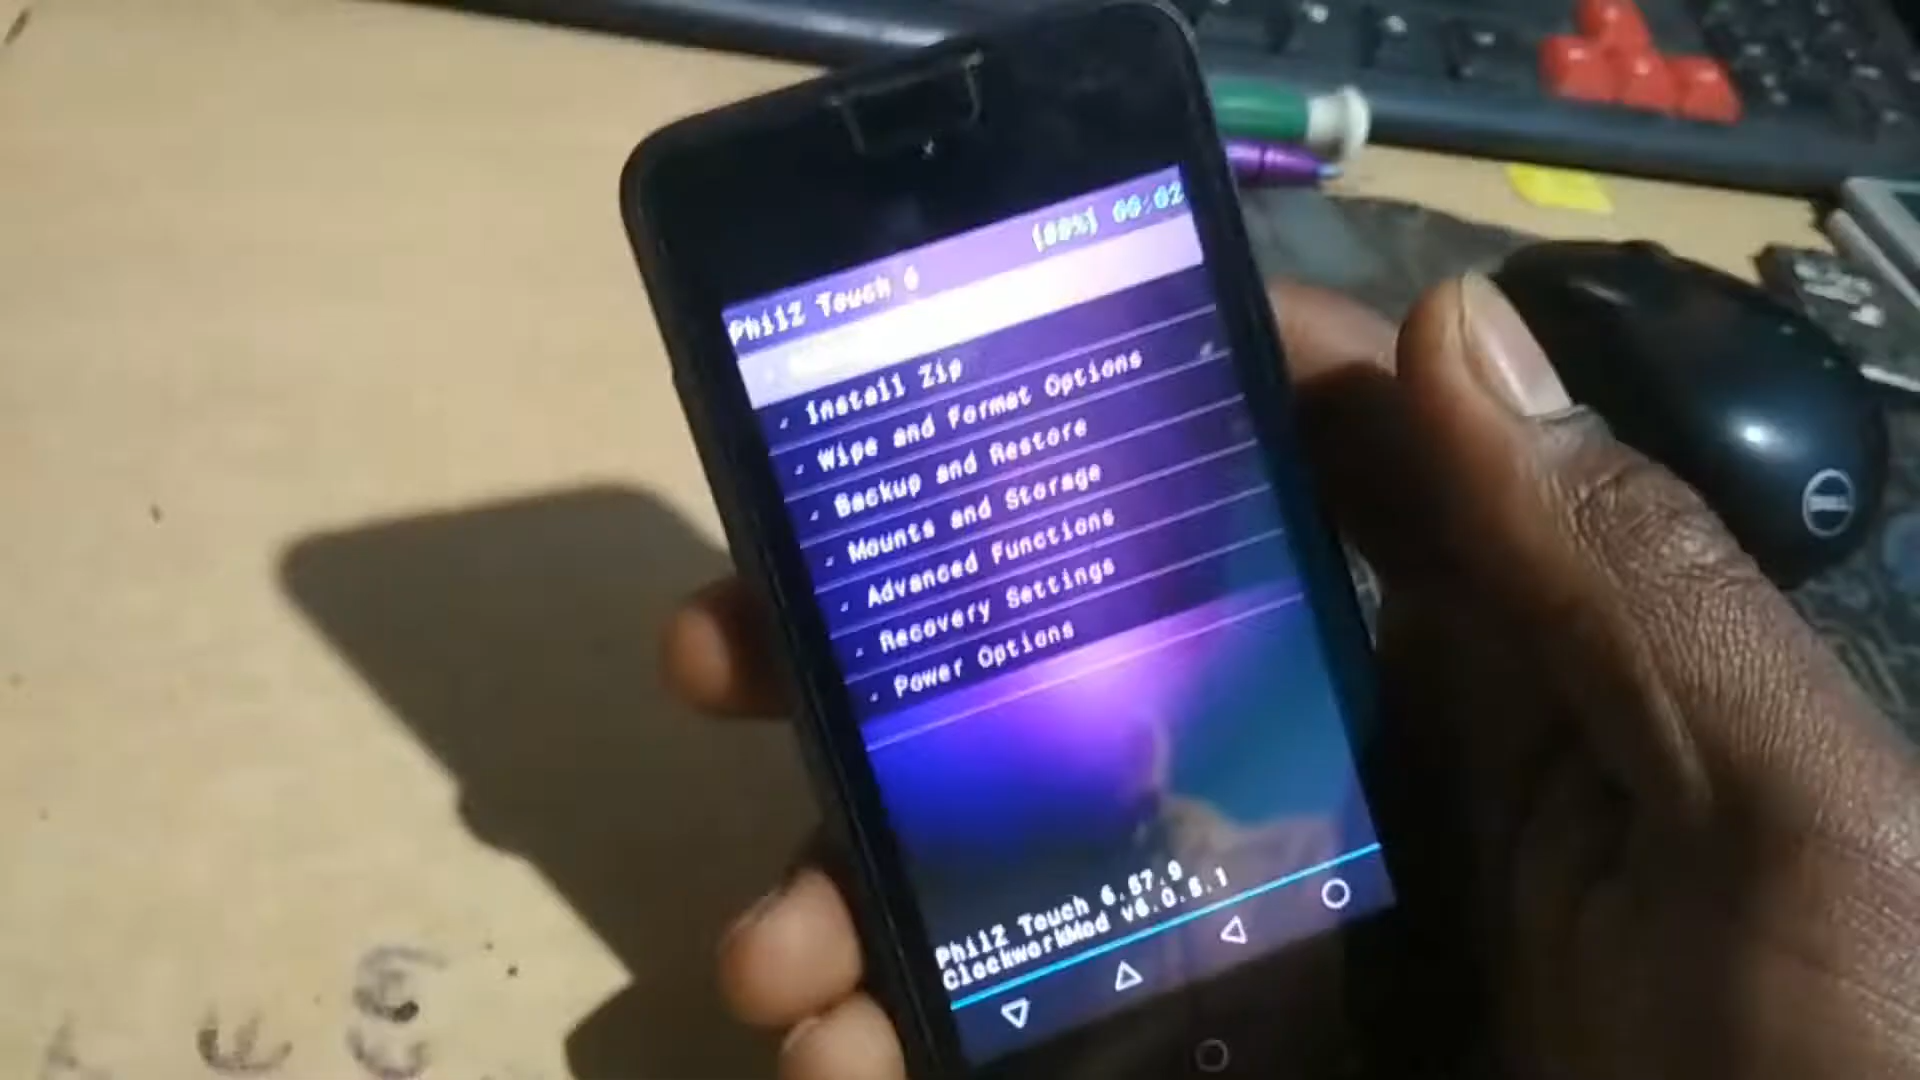 PhilZ Touch 6
Install Zip
Wipe and Format Options
Backup and Restore
Mounts and Storage
Advanced Functions
Recovery Settings
Power Options
PhilZ Touch 6.57.9
ClockworkMod v6.0.5.1
DELL